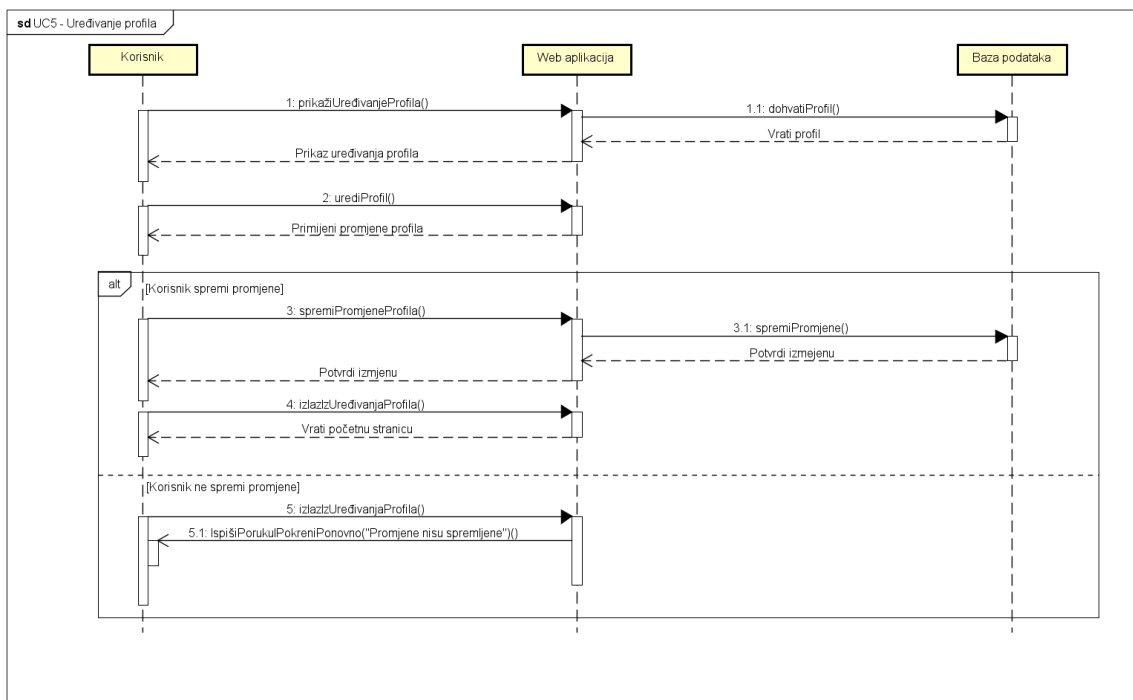 sd UC5 - Uređivanje profila
Korisnik
Web aplikacija
Baza podataka
1: prikažiUređivanjeProfila()
1.1: dohvatiProfil()
Vrati profil
Prikaz uređivanja profila
2: urediProfil()
Primijeni promjene profila
alt
[Korisnik spremi promjene]
3: spremiPromjeneProfila()
3.1: spremiPromjene()
Potvrdi izmejenu
Potvrdi izmjenu
4: izlazIzUređivanjaProfila()
Vrati početnu stranicu
[Korisnik ne spremi promjene]
5: izlazIzUređivanjaProfila()
5.1: IspišiPorukuIPokreniPonovno("Promjene nisu spremljene")()